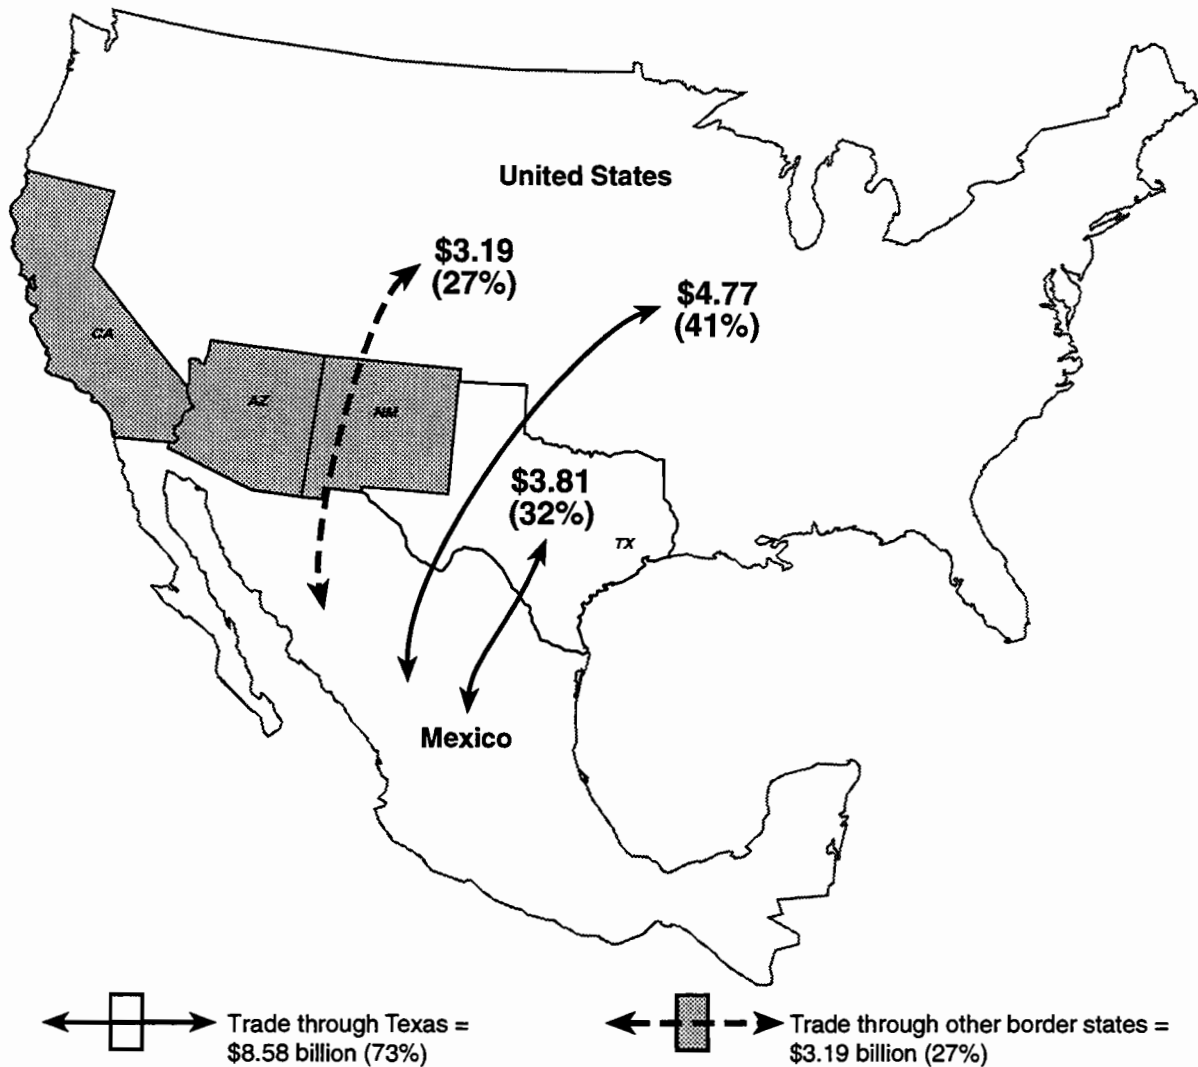 United States
$3.19
(27%)
$4.77
(41%)
CA
AZ
NM
$3.81
(32%)
TX
Mexico
Trade through Texas =
$8.58 billion (73%)
Trade through other border states =
$3.19 billion (27%)